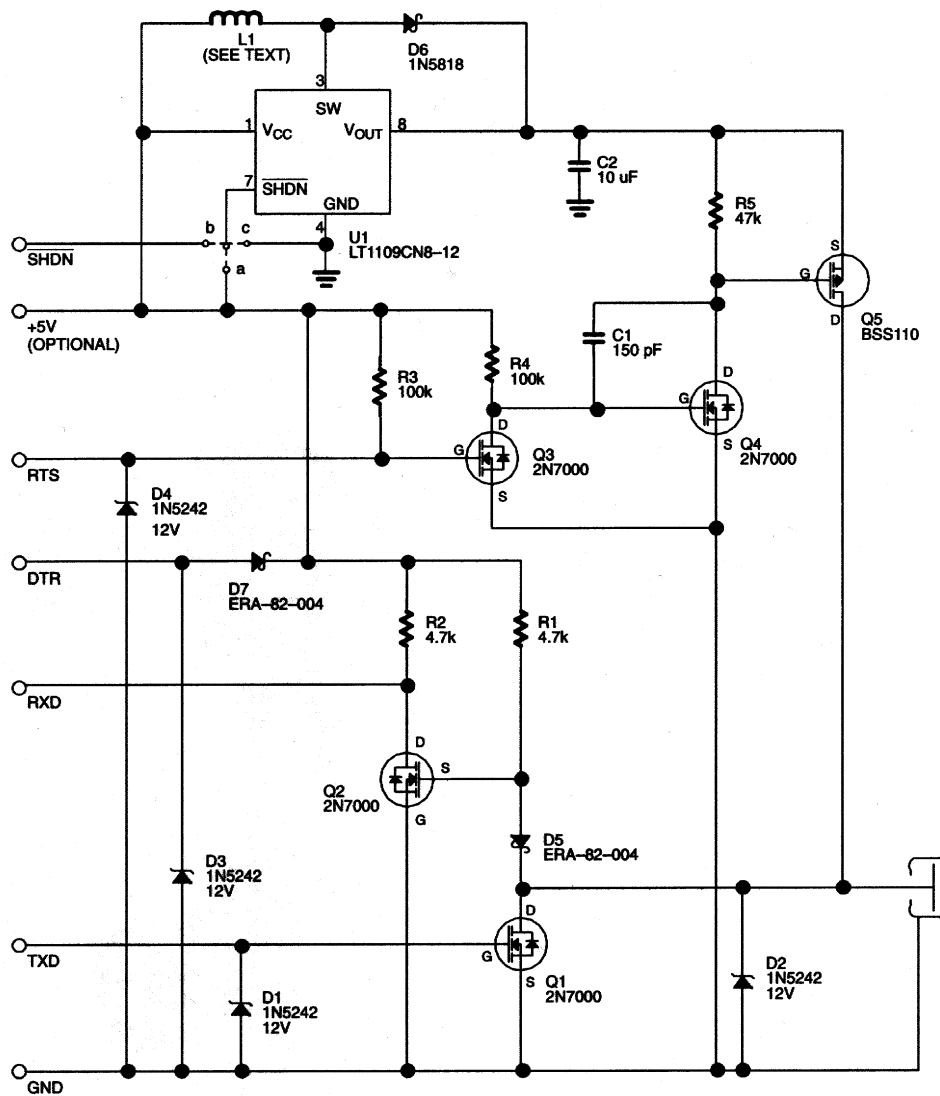 L1
(SEE TEXT)
D6
1N5818
3
SW
1
VCC
VOUT
8
7
SHDN
GND
4
U1
LT1109CN8–12
C2
10 uF
R5
47k
b
c
a
SHDN
+5V
(OPTIONAL)
S
G
D
Q5
BSS110
R3
100k
R4
100k
C1
150 pF
D
G
S
Q4
2N7000
RTS
D
G
S
Q3
2N7000
D4
1N5242
12V
DTR
D7
ERA–82–004
R2
4.7k
R1
4.7k
RXD
D
S
G
Q2
2N7000
D5
ERA–82–004
D3
1N5242
12V
TXD
D
G
S
Q1
2N7000
D1
1N5242
12V
D2
1N5242
12V
GND